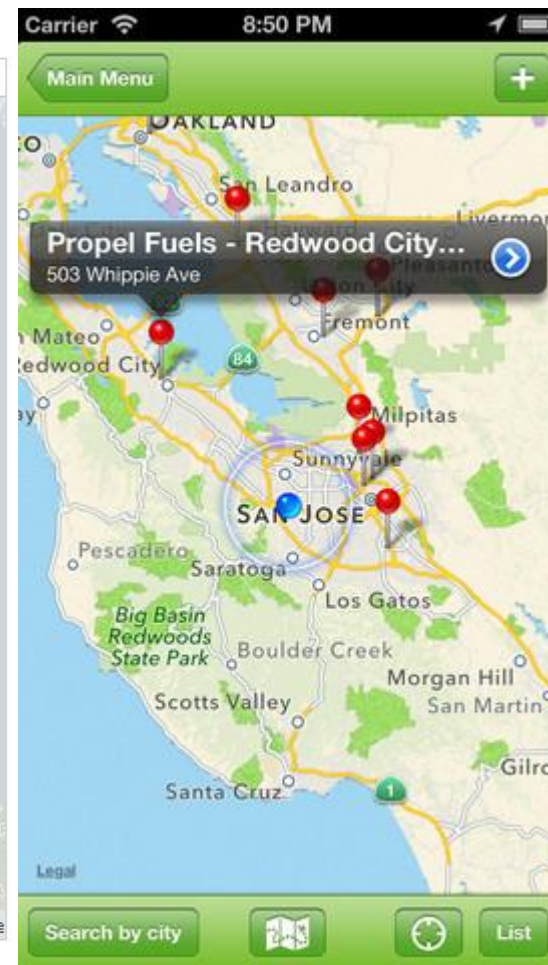 Carrier 8:50 PM
Main Menu +
OAKLAND
San Leandro
Livermor
Propel Fuels - Redwood City...
503 Whippie Ave
Fremont
Mateo
84
Redwood City
Milpitas
Sunnyvale
SAN JOSE
Pescadero
Saratoga
Los Gatos
Big Basin
Redwoods
State Park
Boulder Creek
Morgan Hill
Scotts Valley
San Martin
Gilro
Santa Cruz
1
Legal
Search by city List